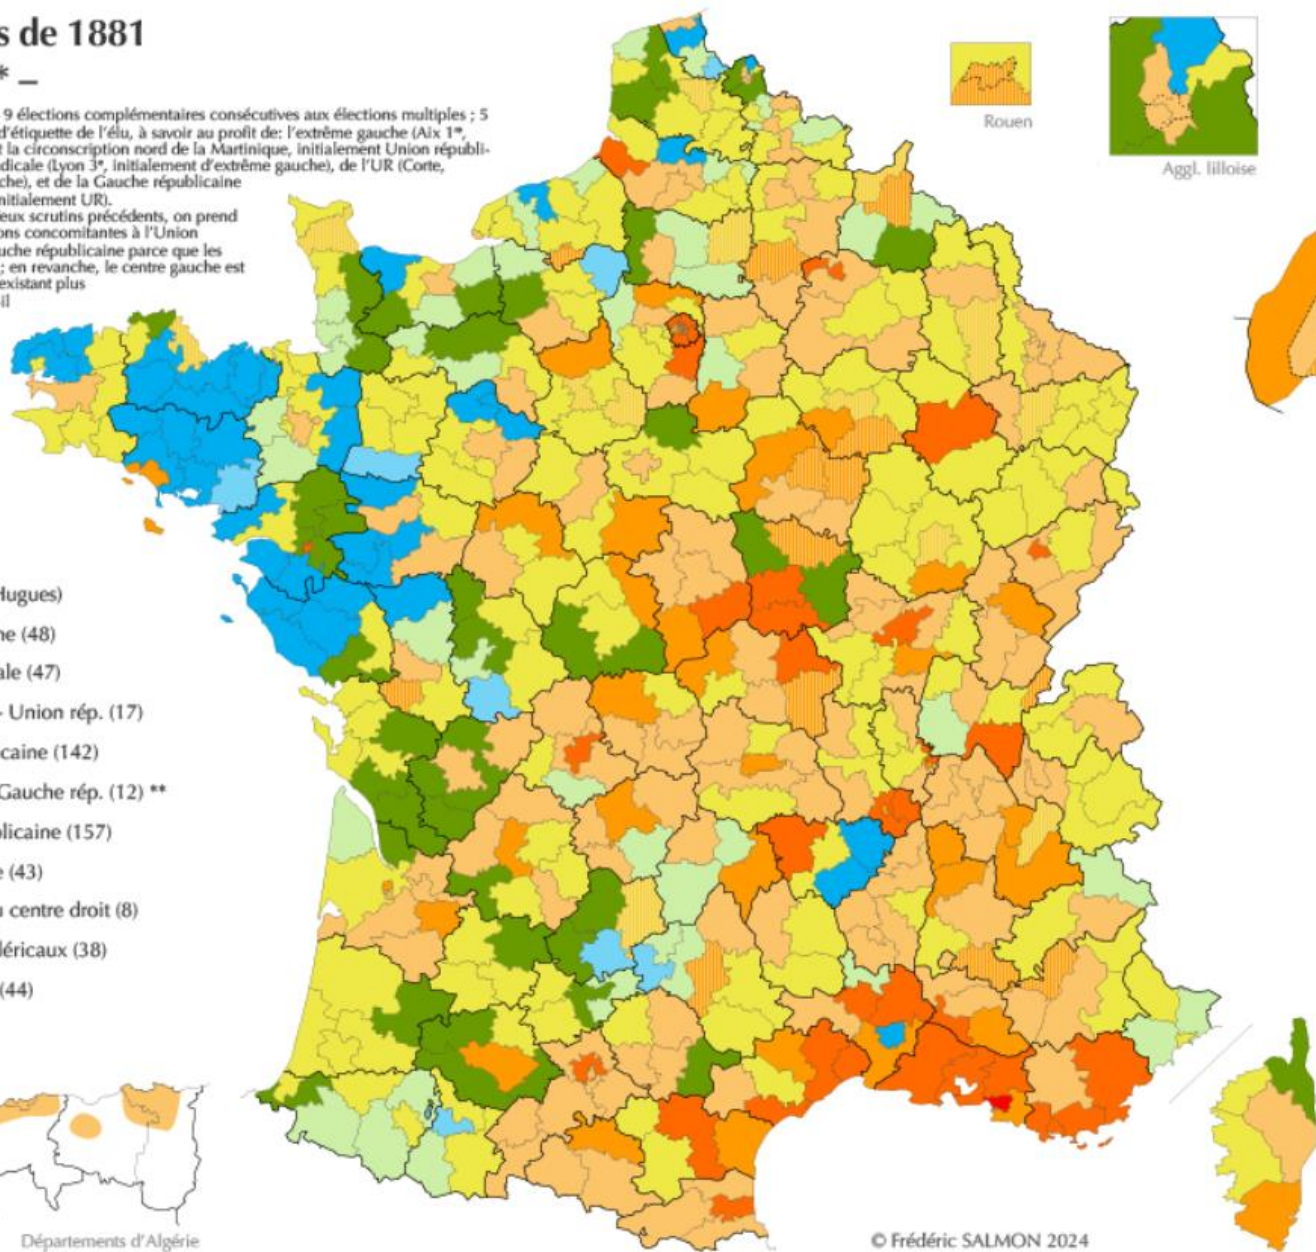 s de 1881
* –
9 élections complémentaires consécutives aux élections multiples ; 5
d'étiquette de l'élu, à savoir au profit de: l'extrême gauche (Aix 1re,
t la circonscription nord de la Martinique, initialement Union républi-
dicale (Lyon 3e, initialement d'extrême gauche), de l'UR (Corte,
che), et de la Gauche républicaine
nitialement UR).
eux scrutins précédents, on prend
ons concomitantes à l'Union
uche républicaine parce que les
; en revanche, le centre gauche est
existant plus
il
Rouen
Aggl. lilloise
Hugues)
ne (48)
ale (47)
- Union rép. (17)
icaine (142)
Gauche rép. (12) **
blicaine (157)
e (43)
u centre droit (8)
léricaux (38)
(44)
Départements d'Algérie
© Frédéric SALMON 2024